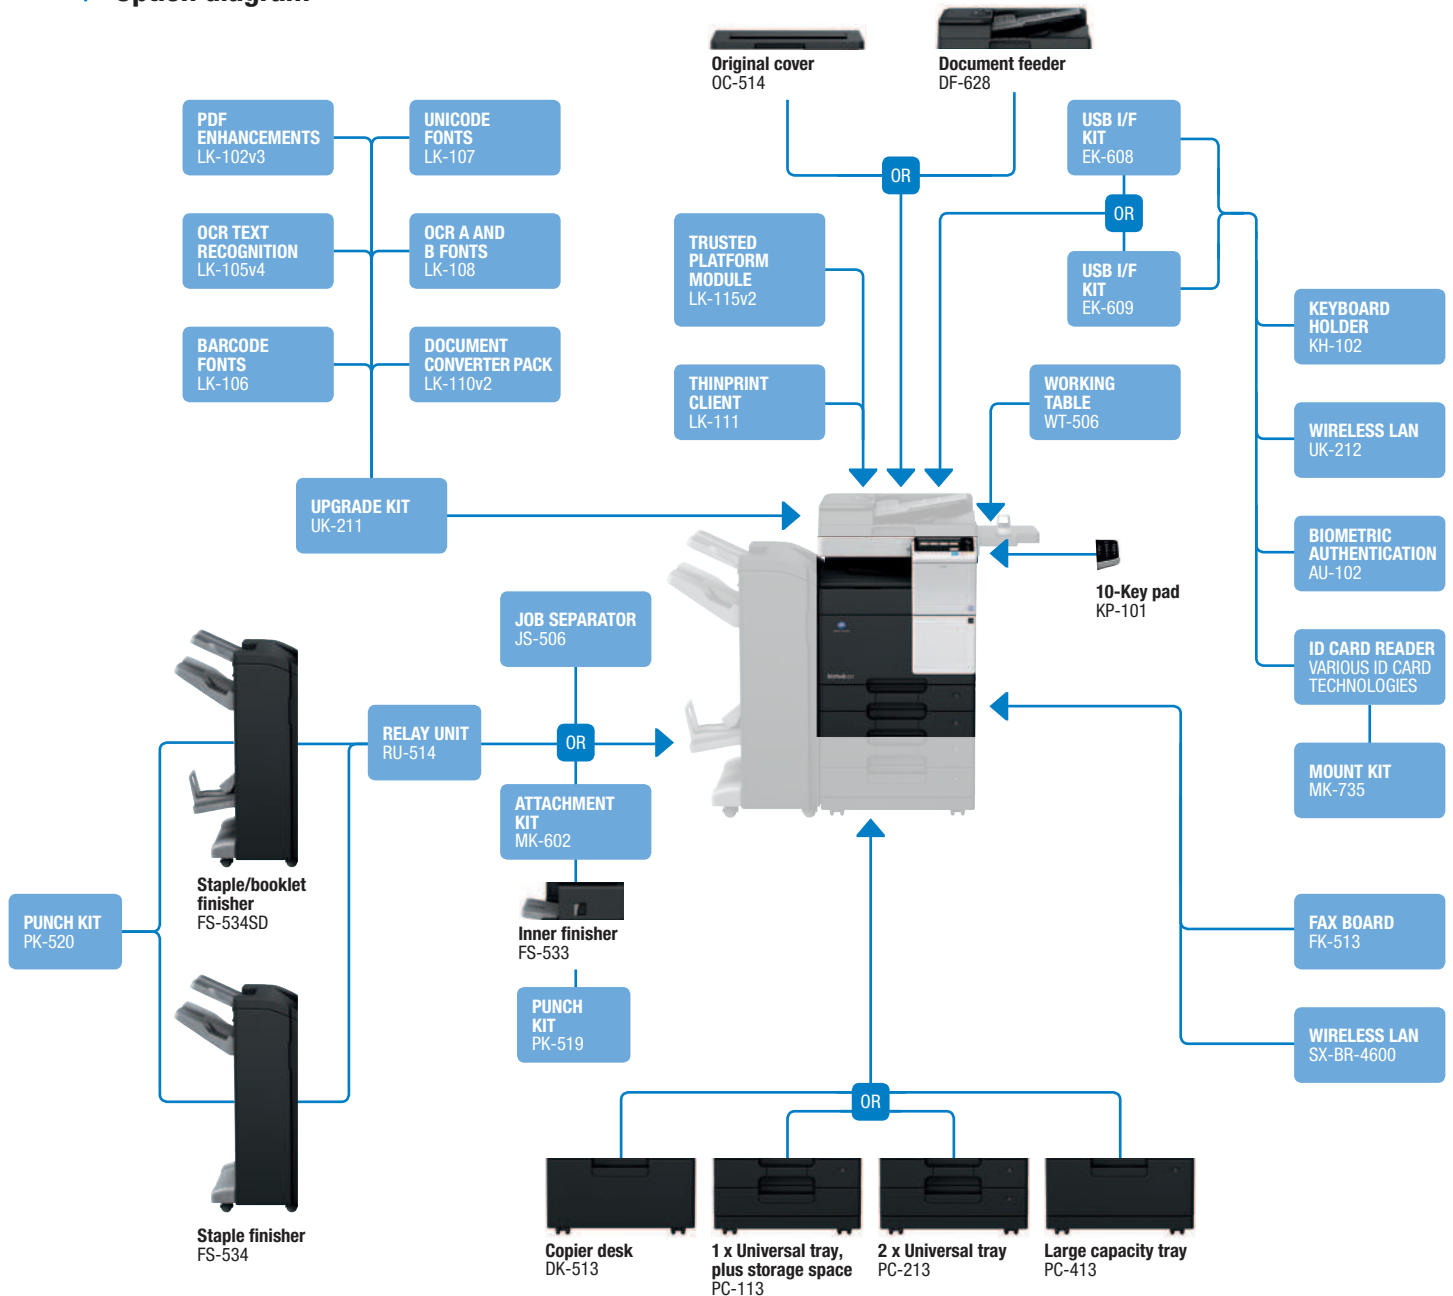 Option diagram
Original cover
OC-514
Document feeder
DF-628
PDF
ENHANCEMENTS
LK-102v3
UNICODE
FONTS
LK-107
USB I/F
KIT
EK-608
OR
OR
OCR TEXT
RECOGNITION
LK-105v4
OCR A AND
B FONTS
LK-108
TRUSTED
PLATFORM
MODULE
LK-115v2
USB I/F
KIT
EK-609
KEYBOARD
HOLDER
KH-102
BARCODE
FONTS
LK-106
DOCUMENT
CONVERTER PACK
LK-110v2
THINPRINT
CLIENT
LK-111
WORKING
TABLE
WT-506
WIRELESS LAN
UK-212
UPGRADE KIT
UK-211
BIOMETRIC
AUTHENTICATION
AU-102
10-Key pad
KP-101
JOB SEPARATOR
JS-506
ID CARD READER
VARIOUS ID CARD
TECHNOLOGIES
RELAY UNIT
RU-514
OR
MOUNT KIT
MK-735
ATTACHMENT
KIT
MK-602
Staple/booklet
finisher
FS-534SD
PUNCH KIT
PK-520
Inner finisher
FS-533
FAX BOARD
FK-513
PUNCH
KIT
PK-519
WIRELESS LAN
SX-BR-4600
OR
Staple finisher
FS-534
Copier desk
DK-513
1 x Universal tray,
plus storage space
PC-113
2 x Universal tray
PC-213
Large capacity tray
PC-413